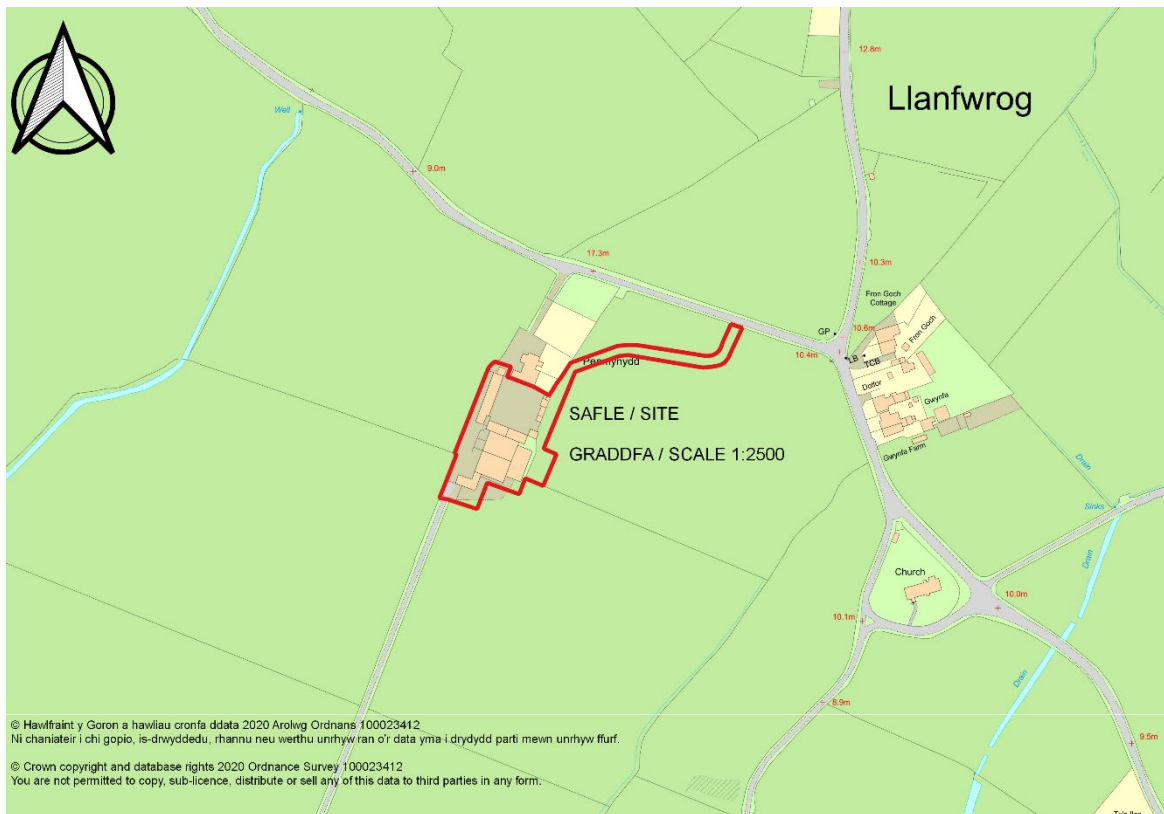 12.8m
Llanfwrog
Well
9.0m
17.3m
10.3m
Fron Goch
Cottage
GP
10.6m
Fron Goch
10.4m
LB
TCB
Penmynydd
Dolfor
Gwynfa
SAFLE / SITE
GRADDFA / SCALE 1:2500
Gwynfa Farm
Drain
Sinks
Drain
Church
10.0m
10.1m
Drain
8.9m
9.5m
© Hawlfraint y Goron a hawliau cronfa ddata 2020 Arolwg Ordnans 100023412
Ni chaniateir i chi gopio, is-drwyddedu, rhannu neu werthu unrhyw ran o'r data yma i drydydd parti mewn unrhyw ffurf.
© Crown copyright and database rights 2020 Ordnance Survey 100023412
You are not permitted to copy, sub-licence, distribute or sell any of this data to third parties in any form.